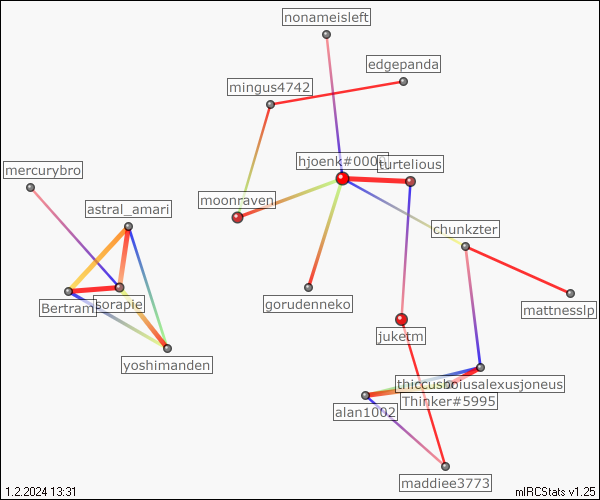 nonameisleft
edgepanda
mingus4742
hjoenk#000
turtelious
mercurybro
moonraven
astral_amari
chunkzter
Bertram
sorapie
gorudenneko
mattnesslp
juketm
yoshimanden
thiccusboiusalexusjoneus
Thinker#5995
alan1002
maddiee3773
1.2.2024 13:31
mIRCStats v1.25